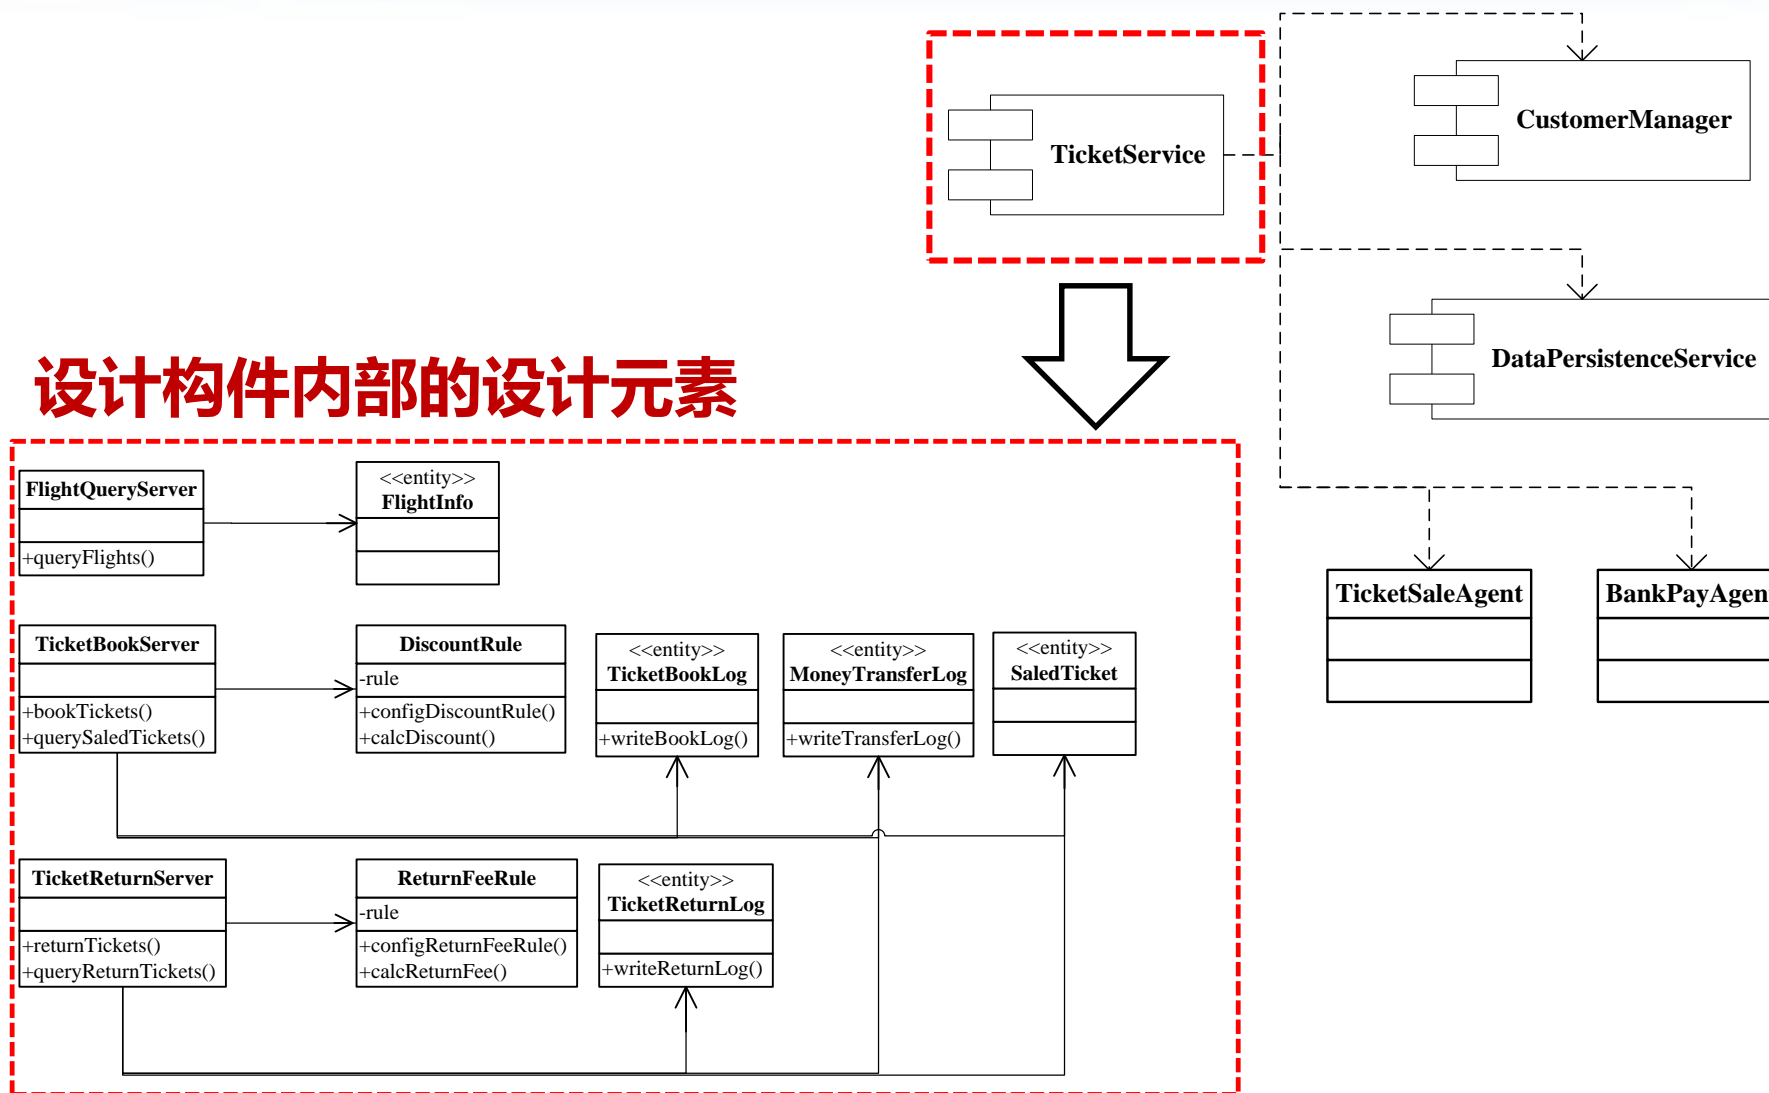 CustomerManager
TicketService
DataPersistenceService
设计构件内部的设计元素
FlightQueryServer
+queryFlights()
<<entity>>
FlightInfo
TicketSaleAgent
BankPayAgen
TicketBookServer
+bookTickets()
+querySaledTickets()
DiscountRule
-rule
+configDiscountRule()
+calcDiscount()
<<entity>>
TicketBookLog
+writeBookLog()
<<entity>>
MoneyTransferLog
+writeTransferLog()
<<entity>>
SaledTicket
TicketReturnServer
+returnTickets()
+queryReturnTickets()
ReturnFeeRule
-rule
+configReturnFeeRule()
+calcReturnFee()
<<entity>>
TicketReturnLog
+writeReturnLog()